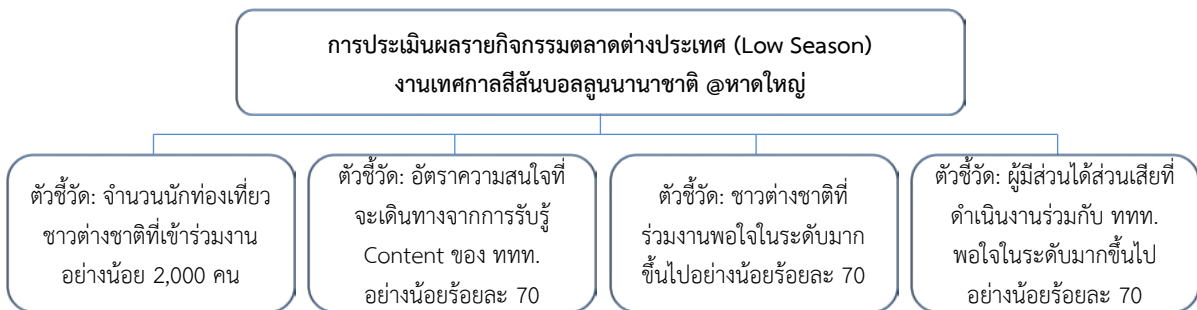 การประเมินผลรายกิจกรรมตลาดต่างประเทศ (Low Season)
งานเทศกาลสีสันบอลลูนนานาชาติ @หาดใหญ่
ตัวชี้วัด: จำนวนนักท่องเที่ยว
ชาวต่างชาติที่เข้าร่วมงาน
อย่างน้อย 2,000 คน
ตัวชี้วัด: อัตราความสนใจที่
จะเดินทางจากการรับรู้
Content ของ ททท.
อย่างน้อยร้อยละ 70
ตัวชี้วัด: ชาวต่างชาติที่
ร่วมงานพอใจในระดับมาก
ขึ้นไปอย่างน้อยร้อยละ 70
ตัวชี้วัด: ผู้มีส่วนได้ส่วนเสียที่
ดำเนินงานร่วมกับ ททท.
พอใจในระดับมากขึ้นไป
อย่างน้อยร้อยละ 70